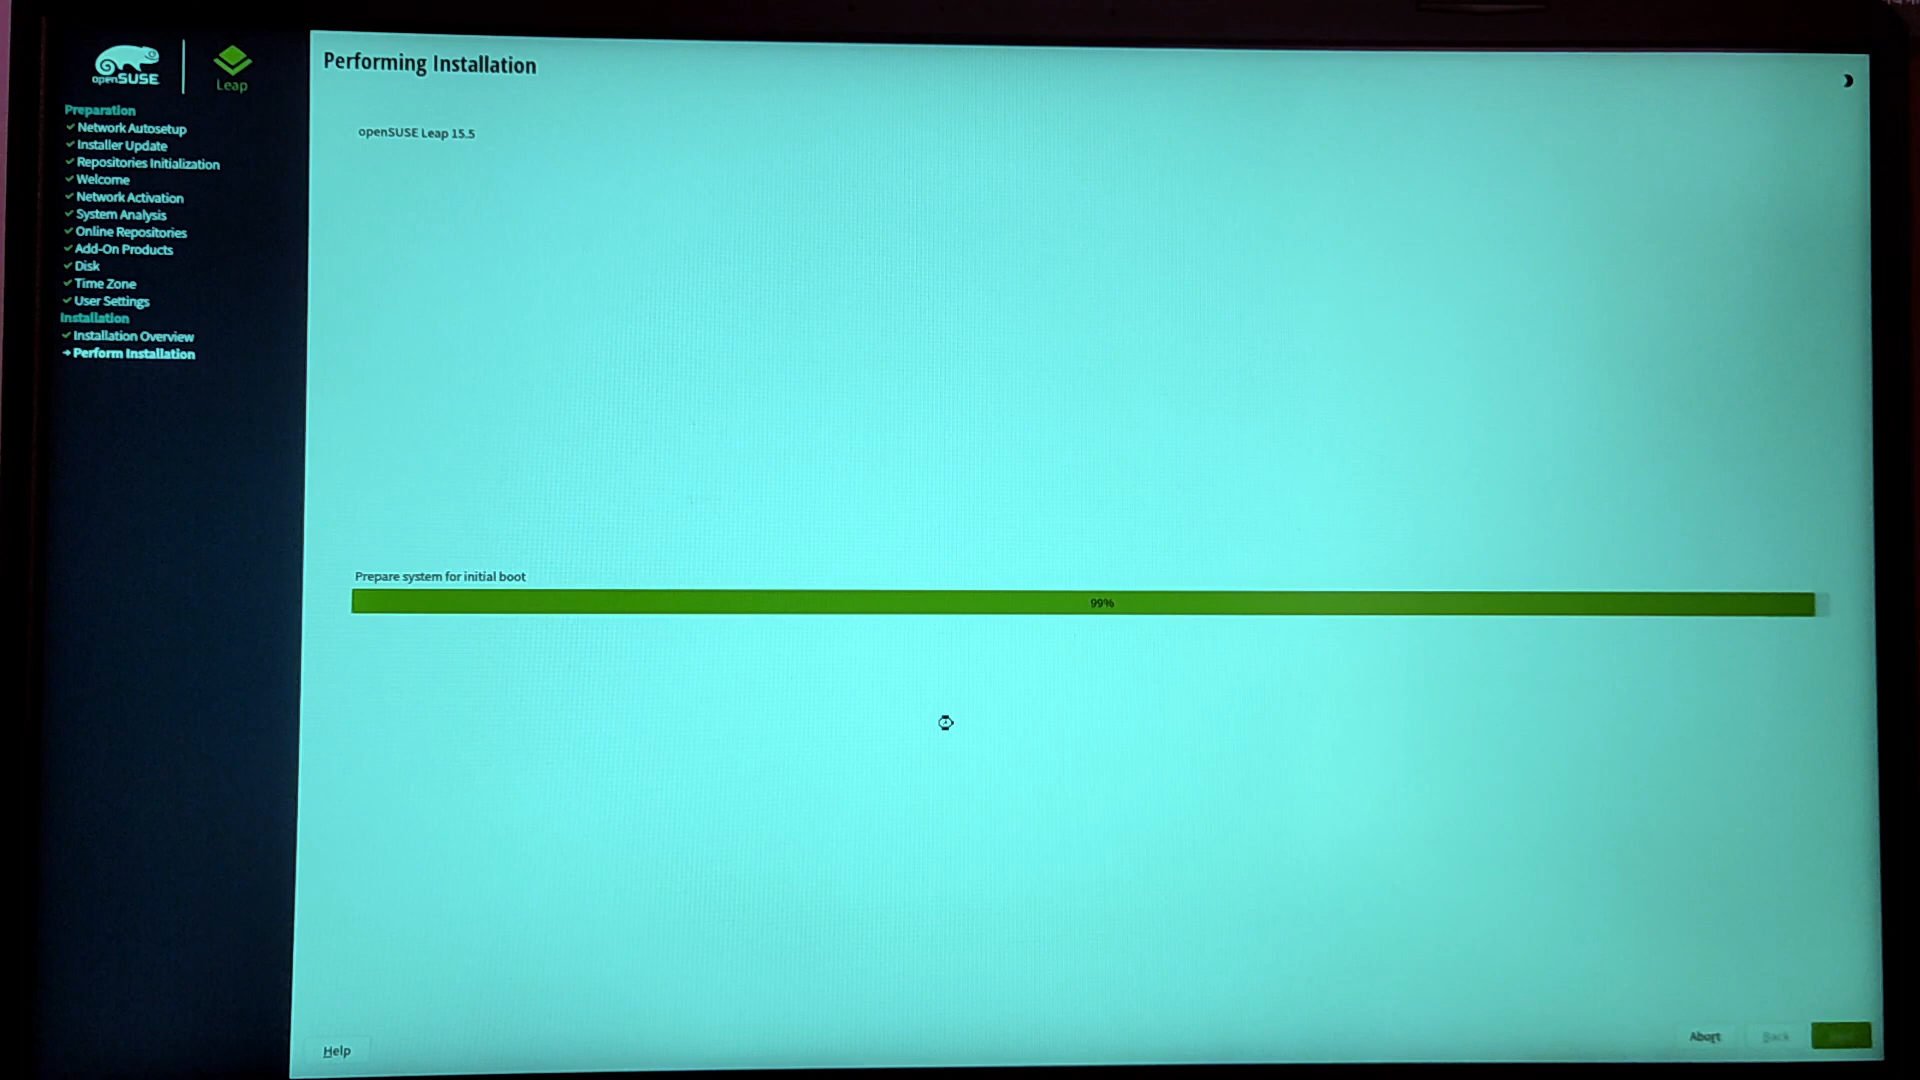 openSUSE
Leap
Preparation
Network Autosetup
Installer Update
Repositories Initialization
Welcome
Network Activation
System Analysis
Online Repositories
Add-On Products
Disk
Time Zone
User Settings
Installation
Installation Overview
Perform Installation
Performing Installation
openSUSE Leap 15.5
Prepare system for initial boot
99%
Help
Abort
Back